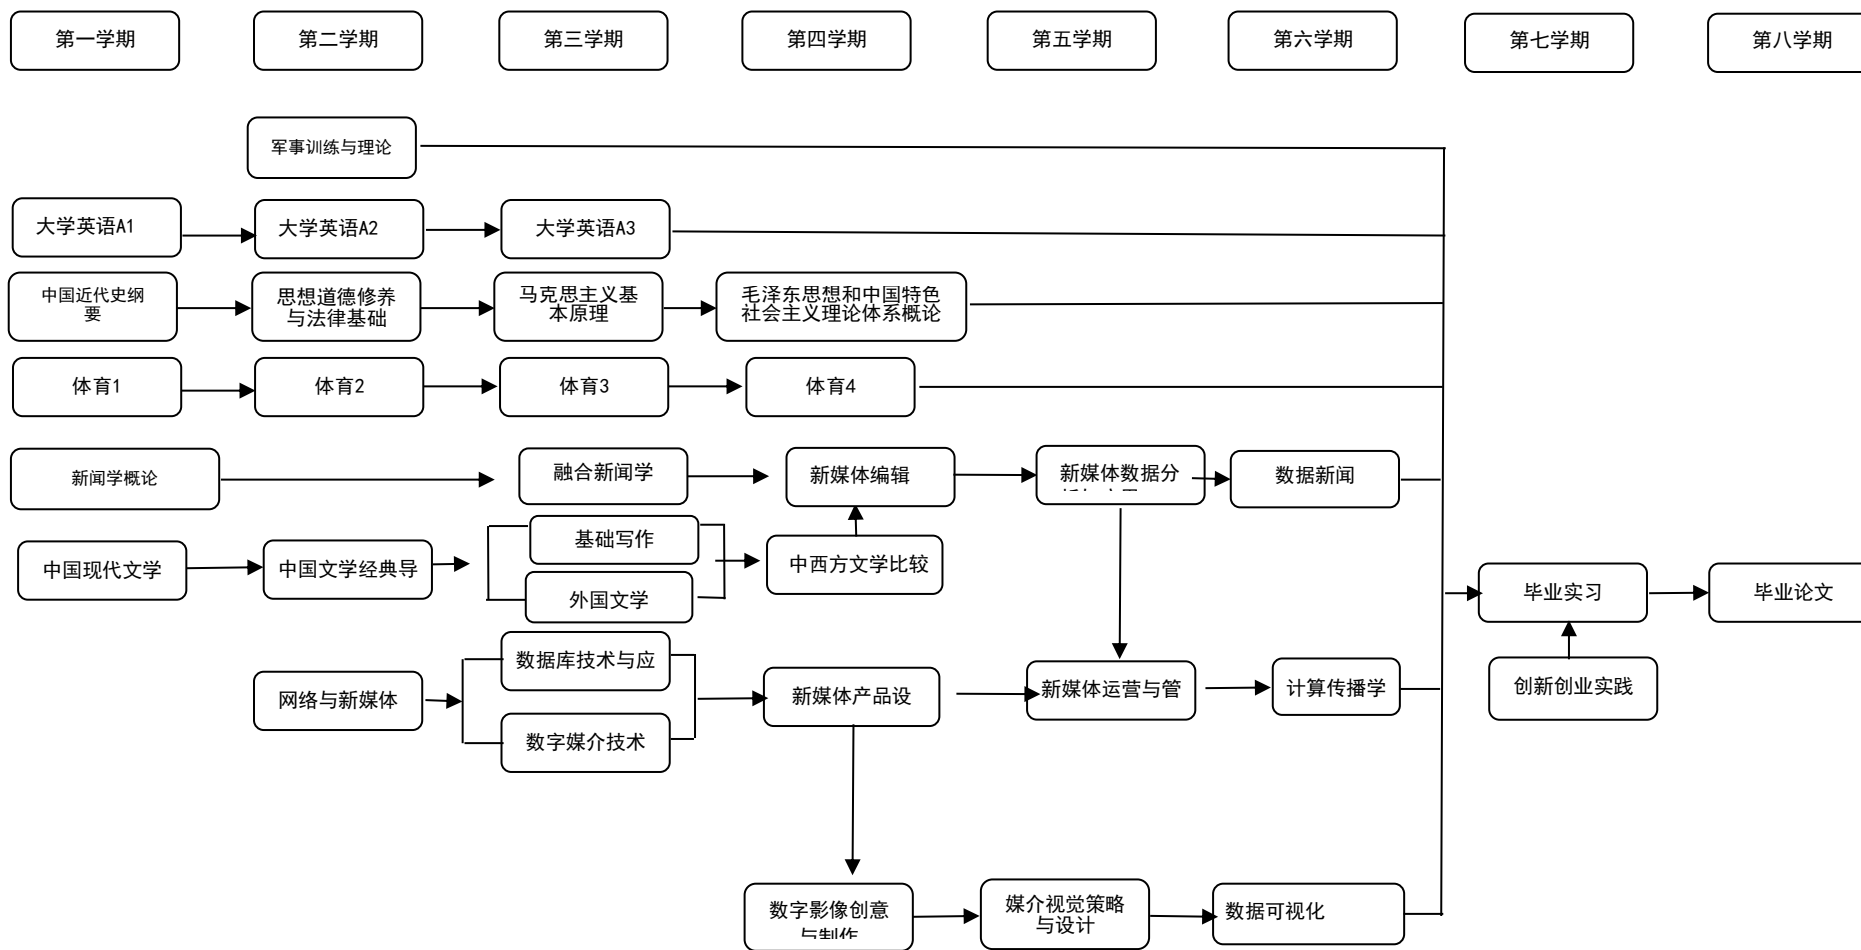 第一学期
第二学期
第三学期
第四学期
第五学期
第六学期
第七学期
第八学期
军事训练与理论
大学英语A1
大学英语A2
大学英语A3
中国近代史纲
要
思想道德修养
与法律基础
马克思主义基
本原理
毛泽东思想和中国特色
社会主义理论体系概论
体育1
体育2
体育3
体育4
新闻学概论
融合新闻学
新媒体编辑
新媒体数据分
数据新闻
基础写作
中国现代文学
中国文学经典导
中西方文学比较
外国文学
毕业实习
毕业论文
数据库技术与应
网络与新媒体
新媒体产品设
新媒体运营与管
计算传播学
创新创业实践
数字媒介技术
数字影像创意
与制作
媒介视觉策略
与设计
数据可视化